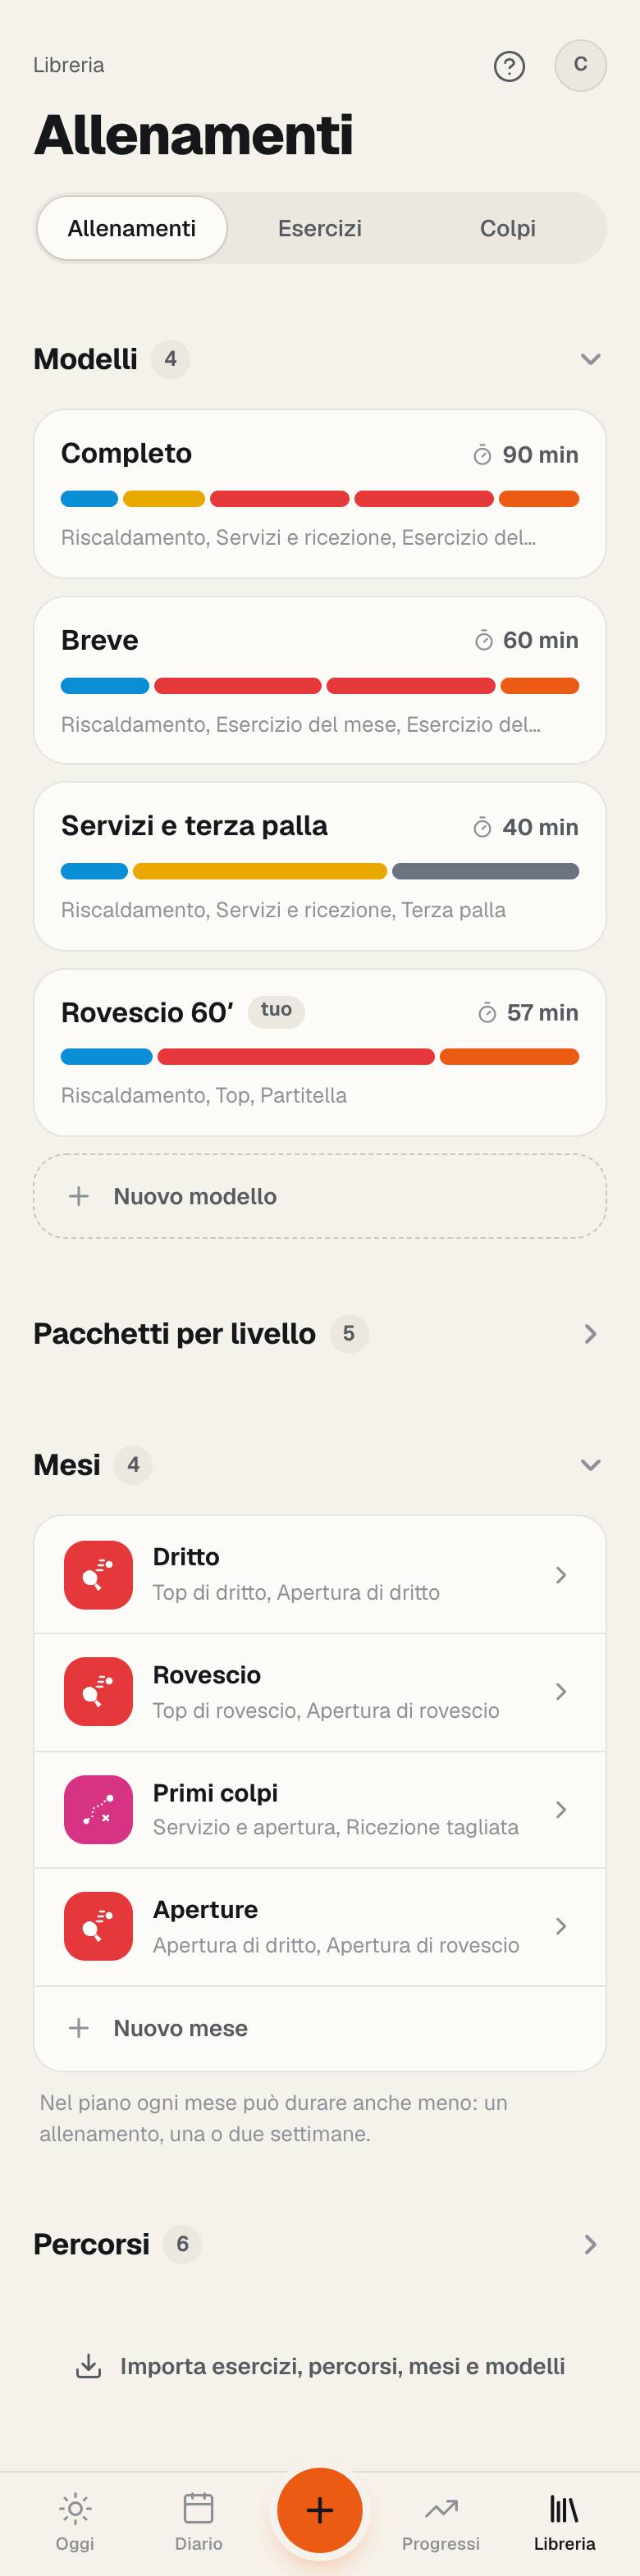 Libreria
C
Allenamenti
Allenamenti
Esercizi
Colpi
Modelli 4
Completo
90 min
Riscaldamento, Servizi e ricezione, Esercizio del…
Breve
60 min
Riscaldamento, Esercizio del mese, Esercizio del…
Servizi e terza palla
40 min
Riscaldamento, Servizi e ricezione, Terza palla
Rovescio 60′ tuo
57 min
Riscaldamento, Top, Partitella
Nuovo modello
Pacchetti per livello 5
Mesi 4
Dritto
Top di dritto, Apertura di dritto
Rovescio
Top di rovescio, Apertura di rovescio
Primi colpi
Servizio e apertura, Ricezione tagliata
Aperture
Apertura di dritto, Apertura di rovescio
Nuovo mese
Nel piano ogni mese può durare anche meno: un
allenamento, una o due settimane.
Percorsi 6
Importa esercizi, percorsi, mesi e modelli
Oggi
Diario
Progressi
Libreria